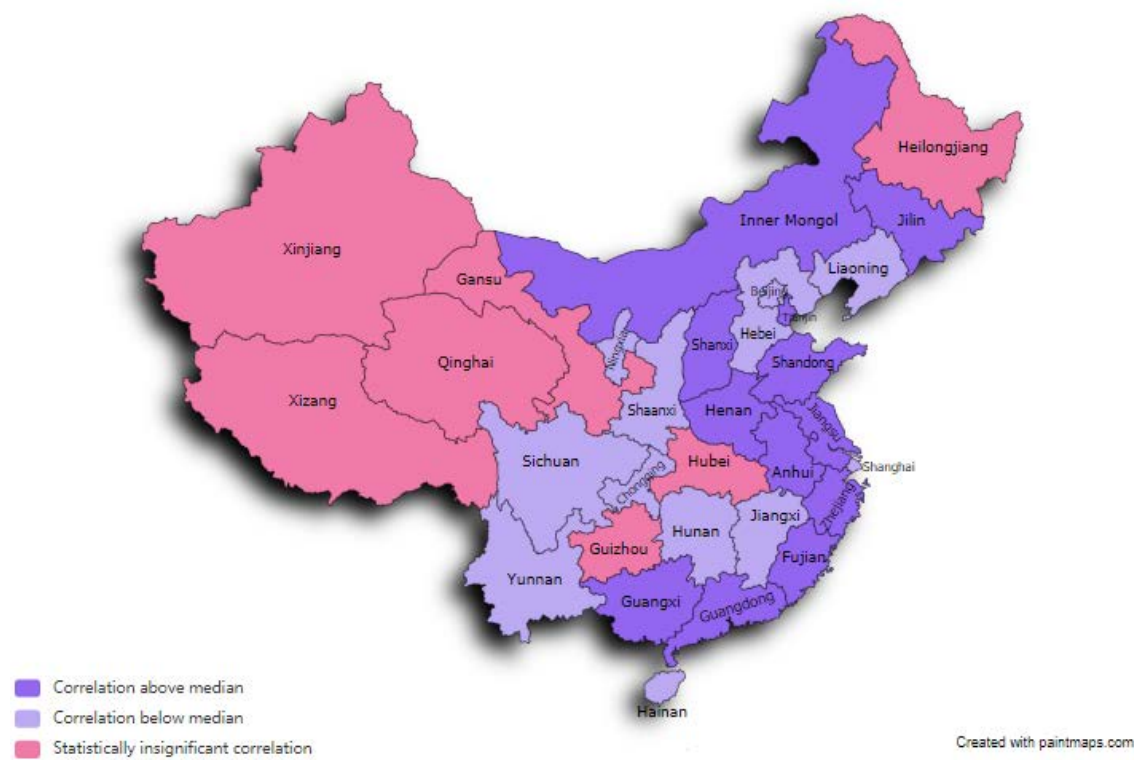 Heilongjiang
Inner Mongol
Jilin
Xinjiang
Gansu
Liaoning
Beijing
Tianjin
Hebei
Ningxia
Shanxi
Shandong
Qinghai
Xizang
Shaanxi
Henan
Jiangsu
Sichuan
Hubei
Anhui
Shanghai
Chongqing
Zhejiang
Hunan
Jiangxi
Guizhou
Fujian
Yunnan
Guangxi
Guangdong
Hainan
Correlation above median
Correlation below median
Statistically insignificant correlation
Created with paintmaps.com